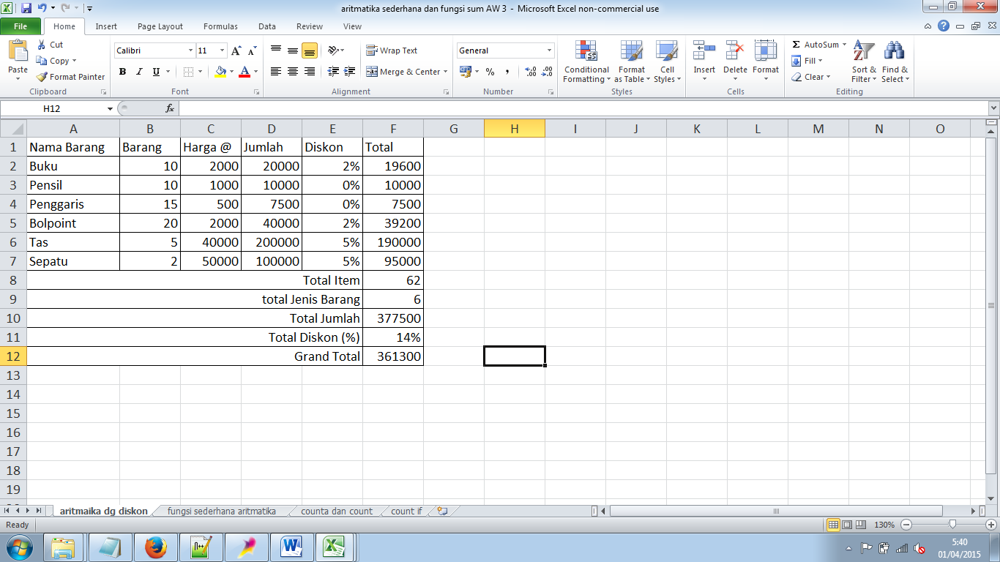 aritmatika sederhana dan fungsi sum AW 3 - Microsoft Excel non-commercial use
File Home Insert Page Layout Formulas Data Review View
Paste
Cut
Copy
Format Painter
Clipboard
Calibri 11
B I U
Font
Wrap Text
Merge & Center
Alignment
General
% ,
Number
Conditional Formatting
Format as Table
Cell Styles
Styles
Insert Delete Format
Cells
AutoSum
Fill
Clear
Sort & Filter
Find & Select
Editing
H12 fx
A B C D E F G H I J K L M N O
1 Nama Barang Barang Harga @ Jumlah Diskon Total
2 Buku 10 2000 20000 2% 19600
3 Pensil 10 1000 10000 0% 10000
4 Penggaris 15 500 7500 0% 7500
5 Bolpoint 20 2000 40000 2% 39200
6 Tas 5 40000 200000 5% 190000
7 Sepatu 2 50000 100000 5% 95000
8 Total Item 62
9 total Jenis Barang 6
10 Total Jumlah 377500
11 Total Diskon (%) 14%
12 Grand Total 361300
13
14
15
16
17
18
19
aritmaika dg diskon fungsi sederhana aritmatika counta dan count count if
Ready 130%
5:40
01/04/2015